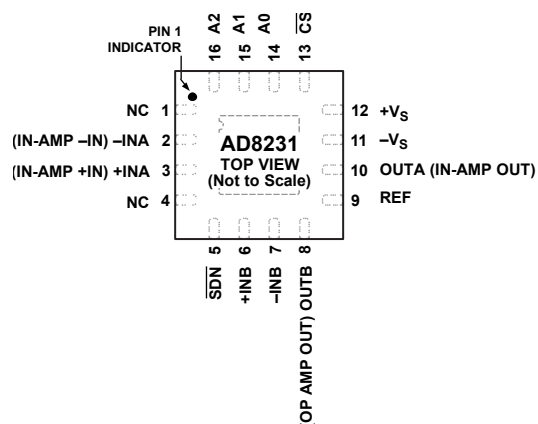 PIN 1
INDICATOR
16 A2
15 A1
14 A0
13 CS
NC 1
(IN-AMP –IN) –INA 2
(IN-AMP +IN) +INA 3
NC 4
AD8231
TOP VIEW
(Not to Scale)
12 +VS
11 –VS
10 OUTA (IN-AMP OUT)
9 REF
SDN 5
+INB 6
–INB 7
(OP AMP OUT) OUTB 8